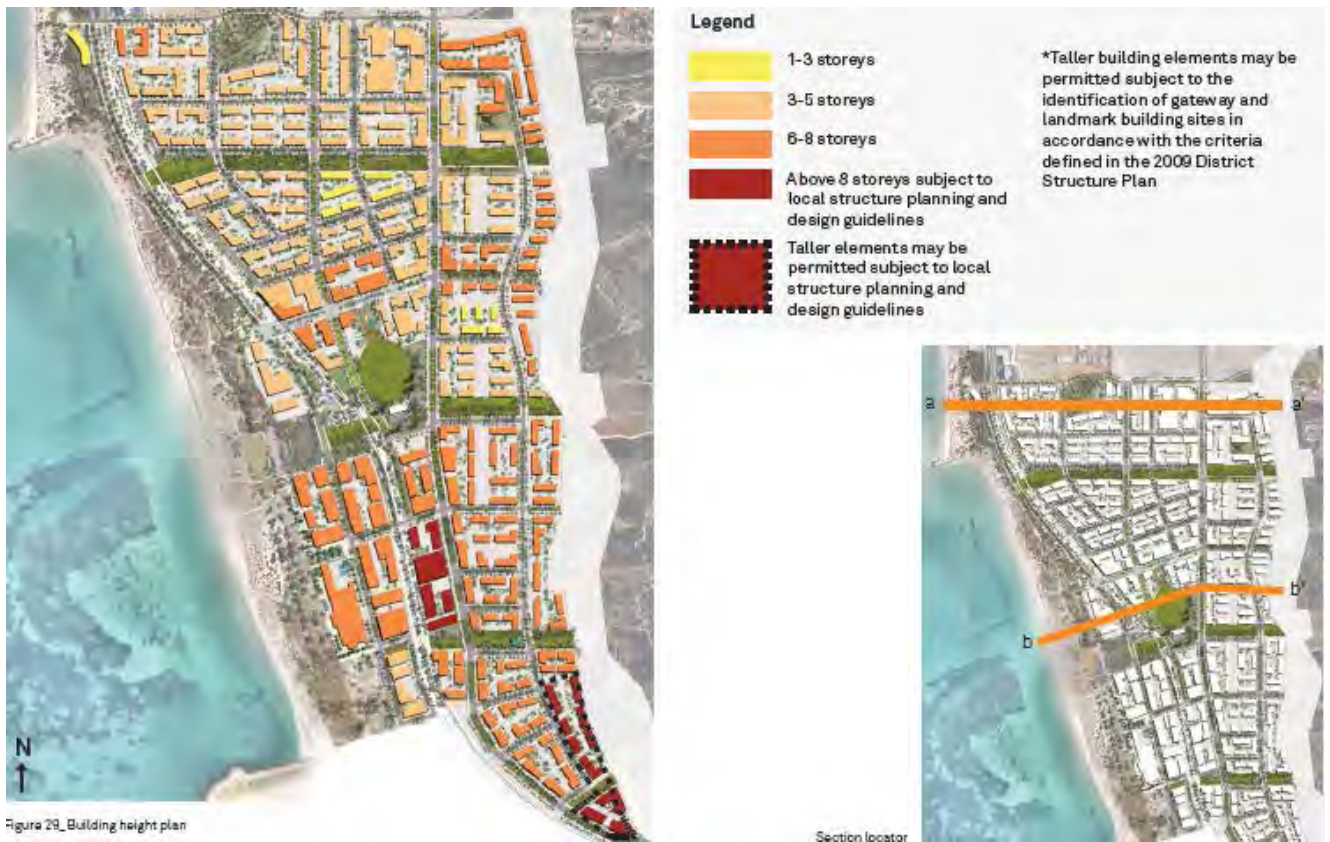 Legend
1-3 storeys
3-5 storeys
6-8 storeys
Above 8 storeys subject to
local structure planning and
design guidelines
Taller elements may be
permitted subject to local
structure planning and
design guidelines
*Taller building elements may be
permitted subject to the
identification of gateway and
landmark building sites in
accordance with the criteria
defined in the 2009 District
Structure Plan
a
a'
b
b'
N
Figure 29_Building height plan
Section locator